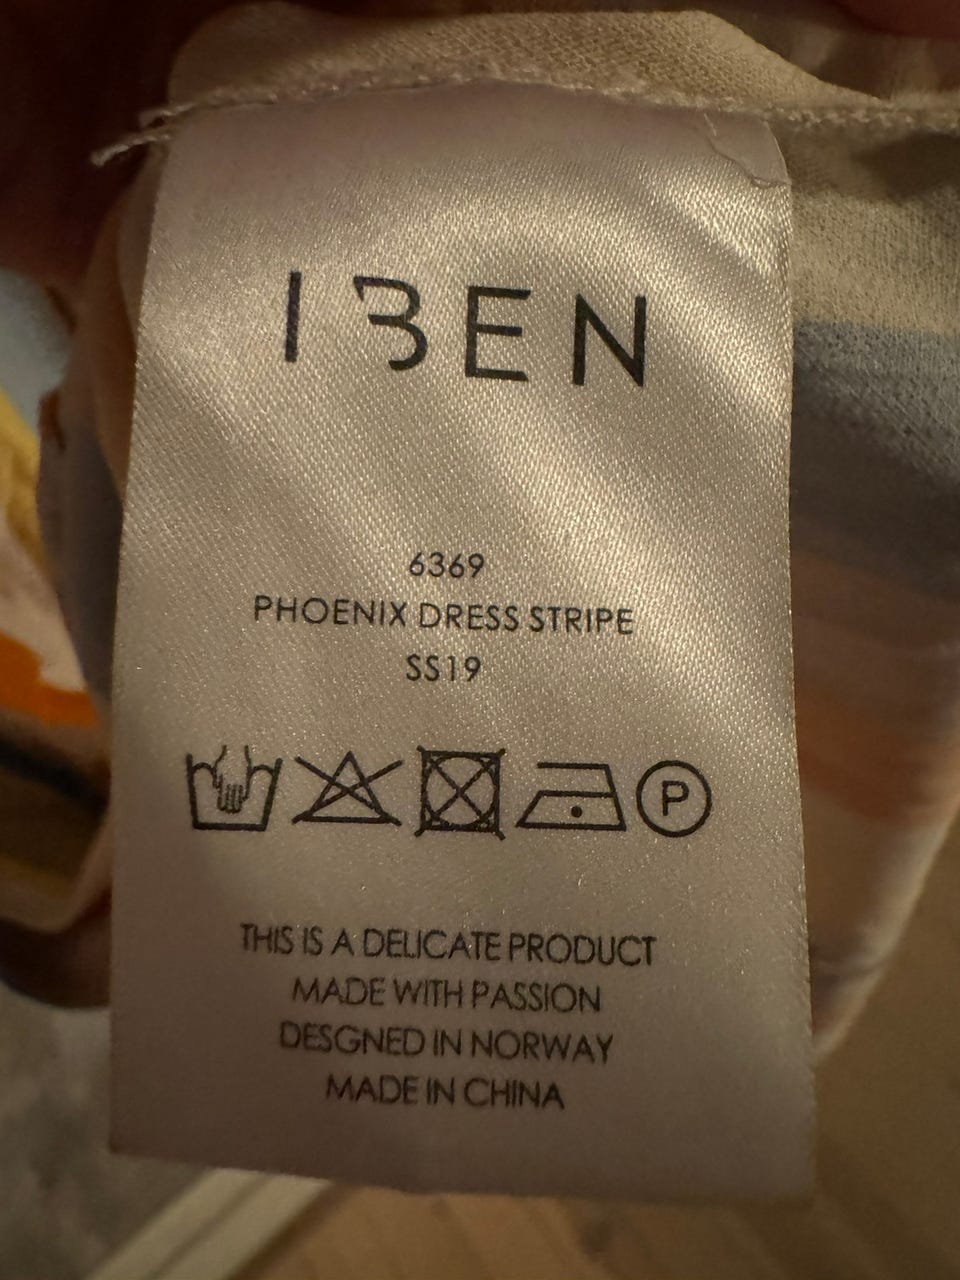 IBEN
6369
PHOENIX DRESS STRIPE
SS19
P
THIS IS A DELICATE PRODUCT
MADE WITH PASSION
DESGNED IN NORWAY
MADE IN CHINA